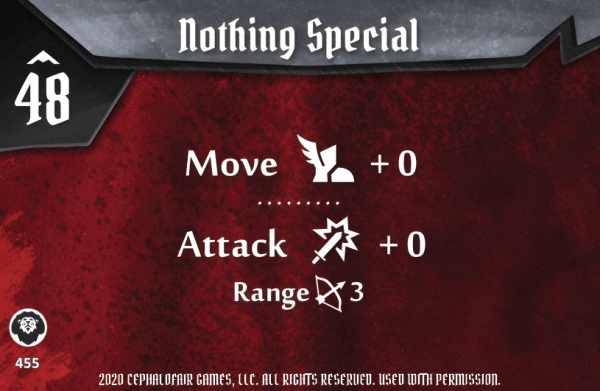 Nothing Special
48
Move + 0
Attack + 0
Range 3
455
2020 CEPHALOFAIR GAMES, LLC. ALL RIGHTS RESERVED. USED WITH PERMISSION.